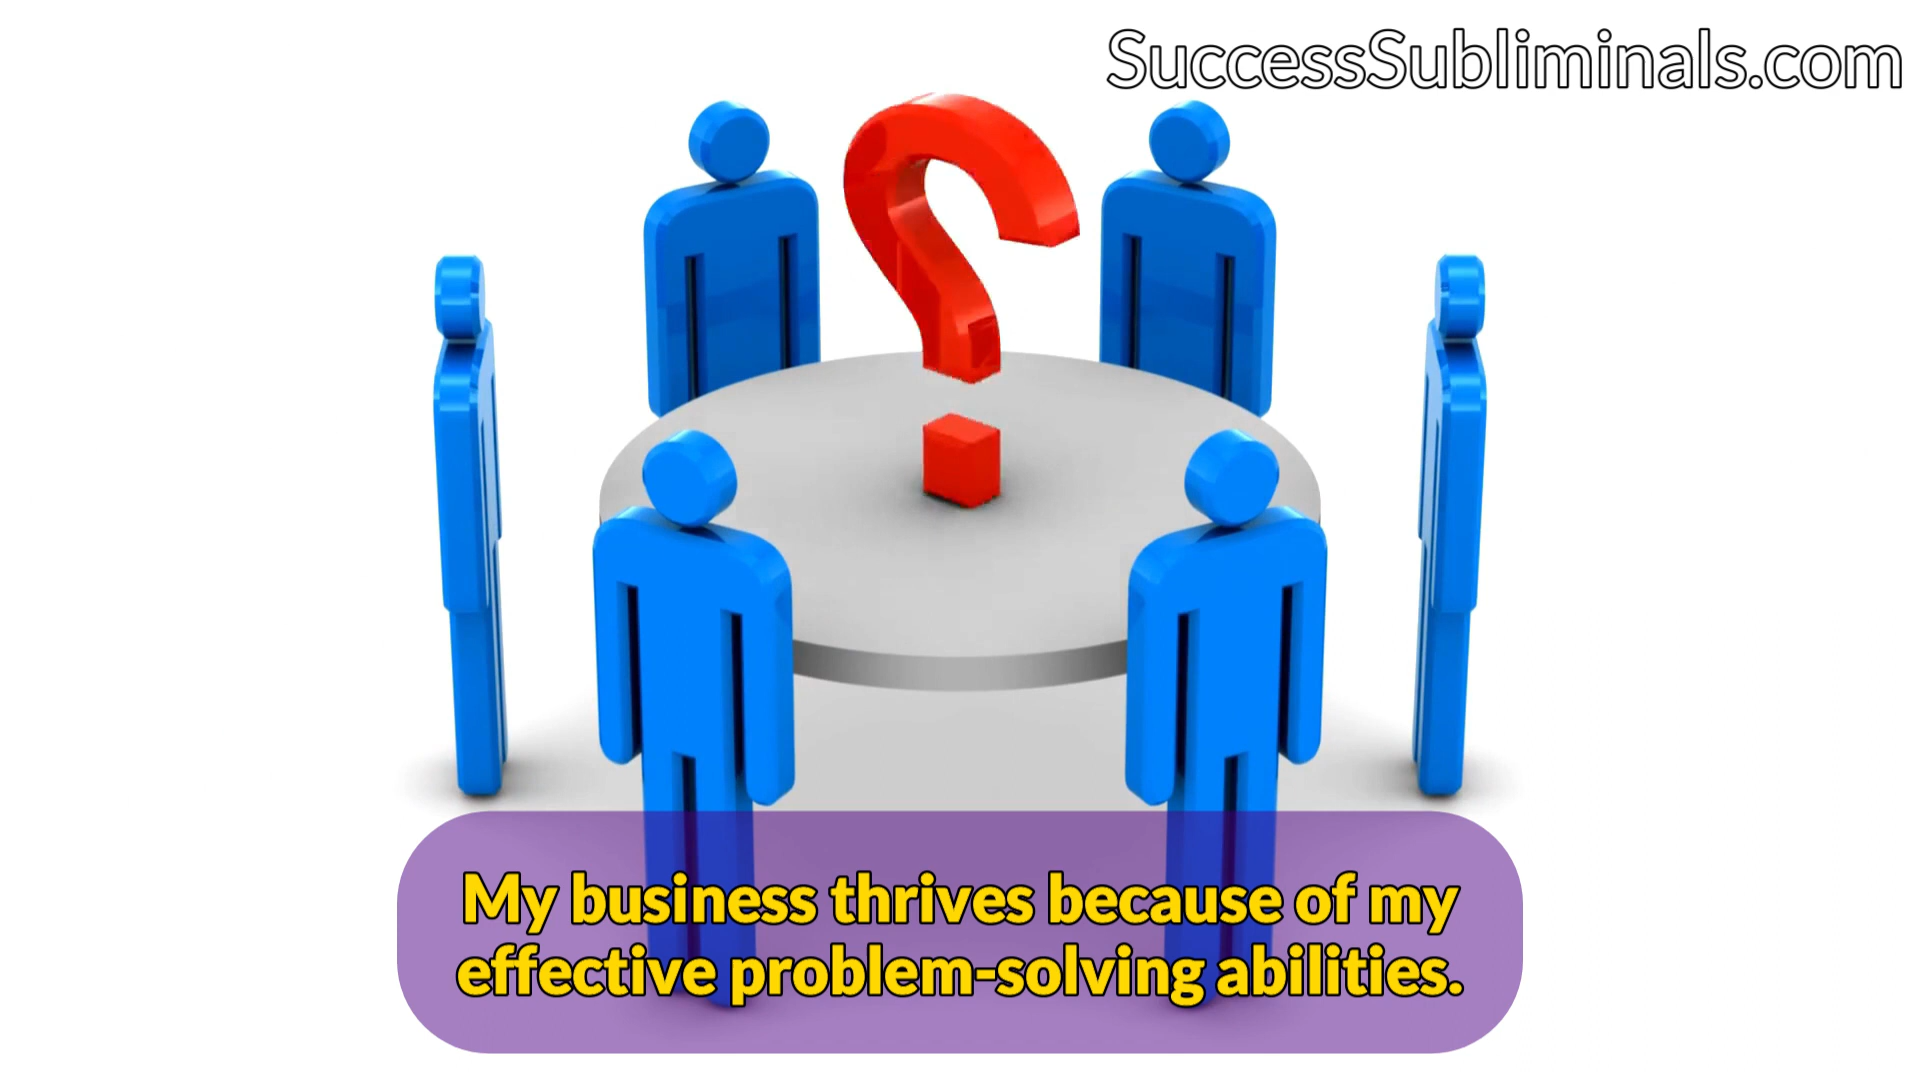 SuccessSubliminals.com
My business thrives because of my
effective problem-solving abilities.